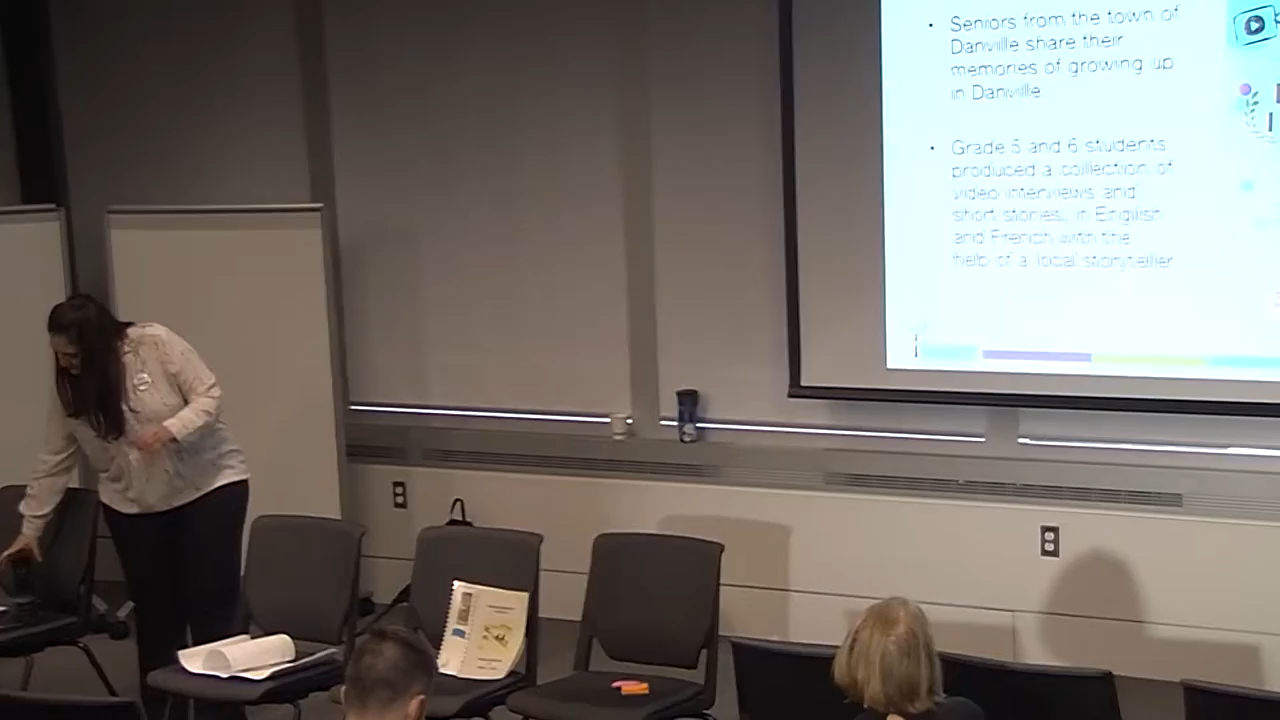 • Seniors from the town of
Danville share their
memories of growing up
in Danville
• Grade 5 and 6 students
produced a collection of
video interviews and
short stories, in English
and French with the
help of a local storyteller